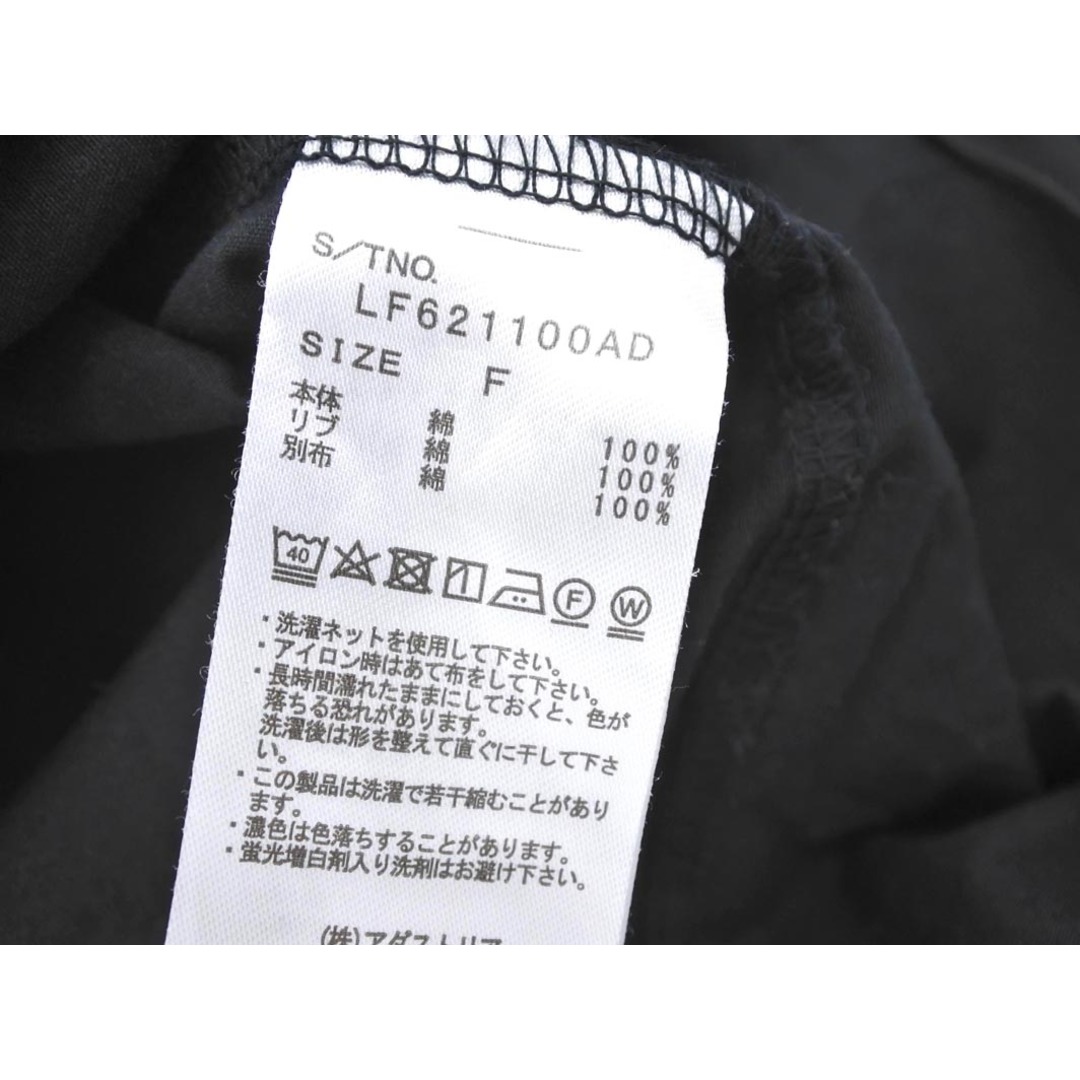 S/TNO.
LF621100AD
SIZE F
本体 綿 100%
リブ 綿 100%
別布 綿 100%
40 F W
・洗濯ネットを使用して下さい。
・アイロン時はあて布をして下さい。
・長時間濡れたままにしておくと、色が
落ちる恐れがあります。
洗濯後は形を整えて直ぐに干して下さ
い。
・この製品は洗濯で若干縮むことがあり
ます。
・濃色は色落ちすることがあります。
・蛍光増白剤入り洗剤はお避け下さい。
(株)アダストリア